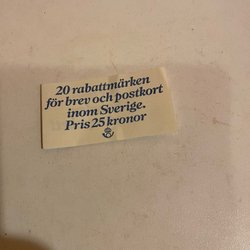 20 rabattmärken
för brev och postkort
inom Sverige.
Pris 25 kronor